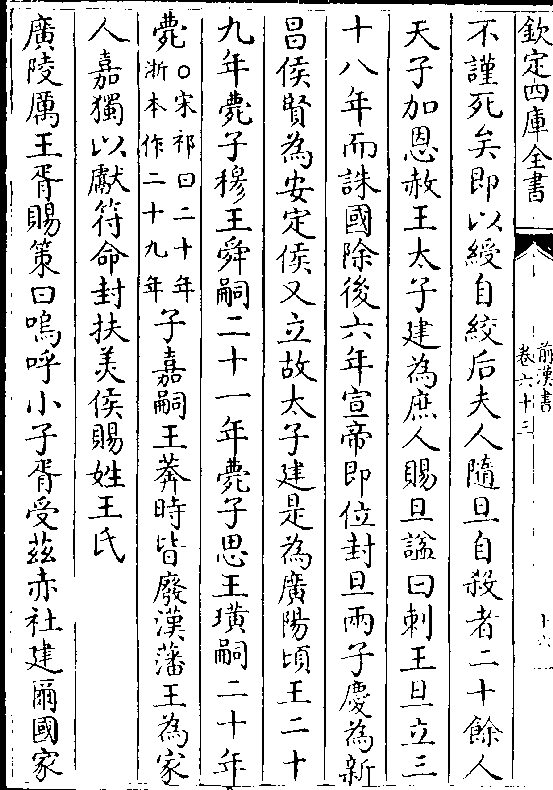 欽定四庫全書
前漢書
卷六十三
十六
不謹死矣即以綬自絞后夫人隨旦自殺者二十餘人
天子加恩赦王太子建為庶人賜旦諡曰刺王旦立三
十八年而誅國除後六年宣帝即位封旦兩子慶為新
昌侯賢為安定侯又立故太子建是為廣陽頃王二十
九年薨子穆王舜嗣二十一年薨子思王璜嗣二十年
薨○宋祁曰二十年浙本作二十九年子嘉嗣王莽時皆廢漢藩王為家
人嘉獨以獻符命封扶美侯賜姓王氏
廣陵厲王胥賜策曰嗚呼小子胥受茲赤社建爾國家